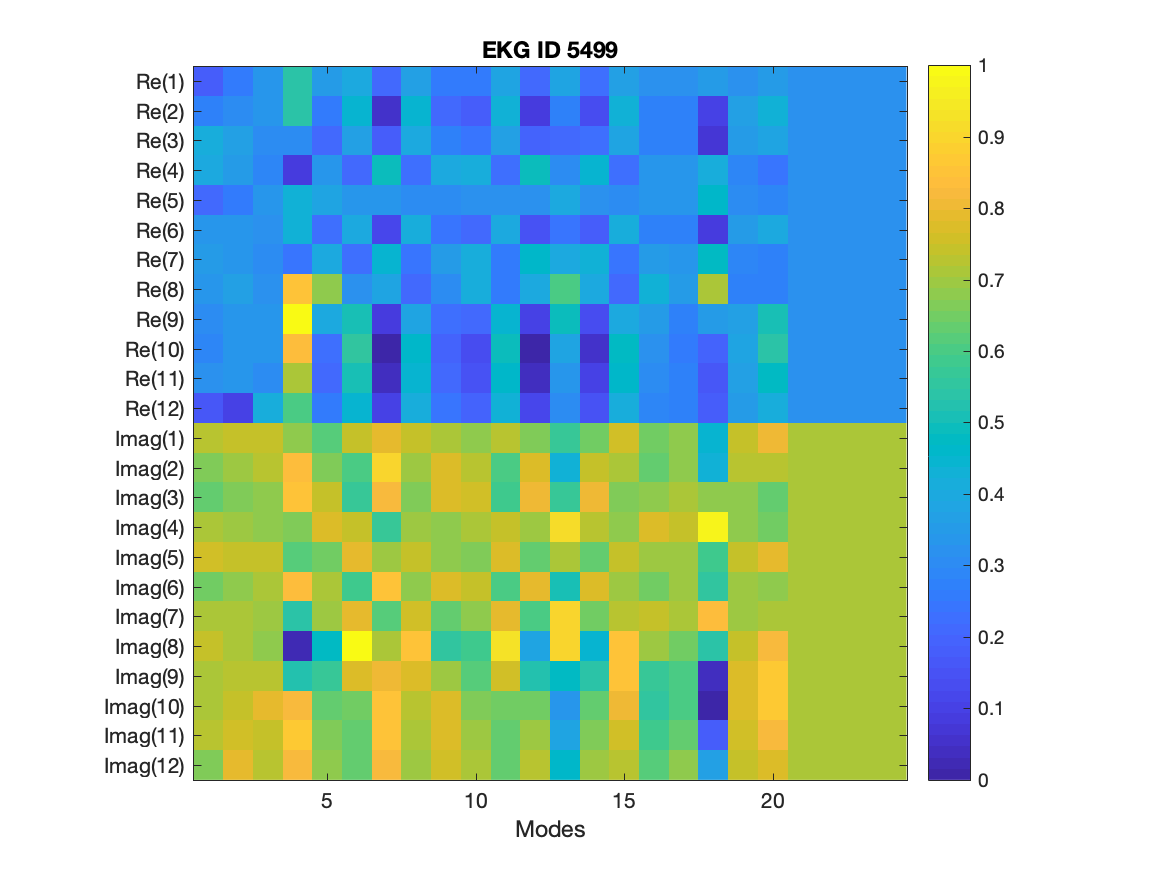 EKG ID 5499
Re(1)
Re(2)
Re(3)
Re(4)
Re(5)
Re(6)
Re(7)
Re(8)
Re(9)
Re(10)
Re(11)
Re(12)
Imag(1)
Imag(2)
Imag(3)
Imag(4)
Imag(5)
Imag(6)
Imag(7)
Imag(8)
Imag(9)
Imag(10)
Imag(11)
Imag(12)
5 10 15 20
Modes
1
0.9
0.8
0.7
0.6
0.5
0.4
0.3
0.2
0.1
0